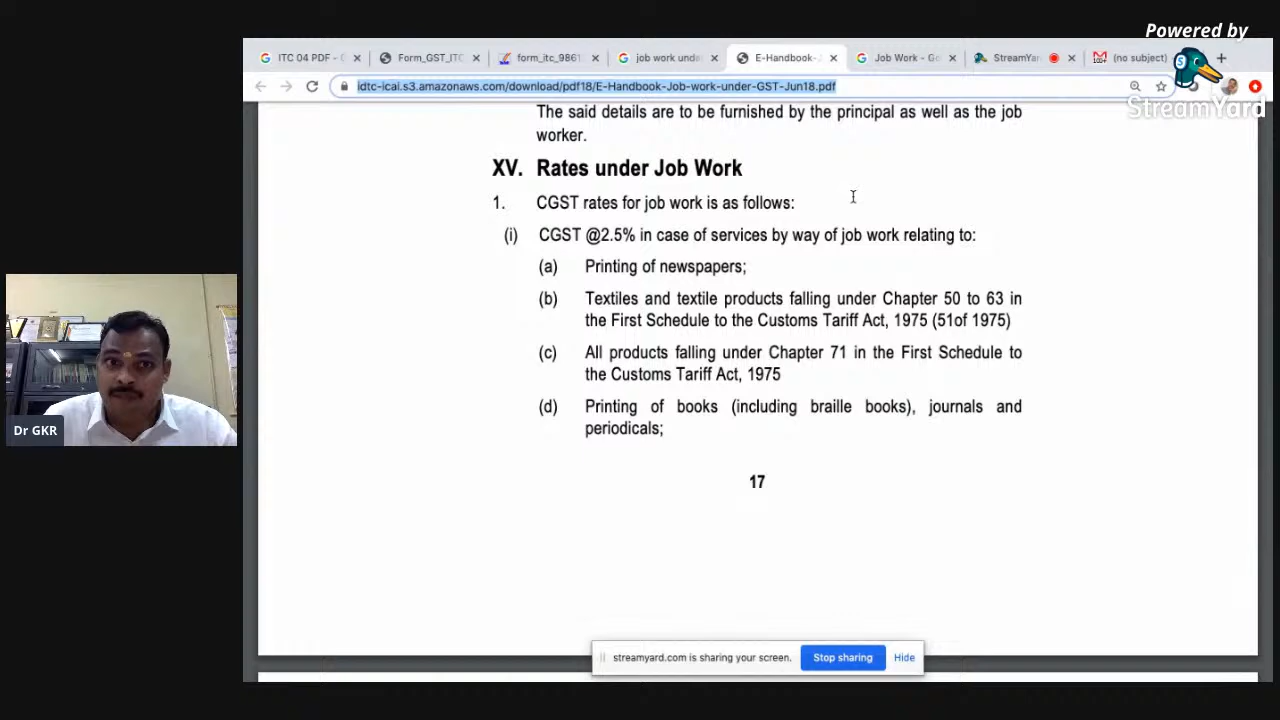 Powered by
ITC 04 PDF - G
Form_GST_ITC
form_itc_9861
job work unde
E-Handbook-J
Job Work - Go
StreamYar
(no subject)
idtc-icai.s3.amazonaws.com/download/pdf18/E-Handbook-Job-work-under-GST-Jun18.pdf
StreamYard
The said details are to be furnished by the principal as well as the job
worker.
XV. Rates under Job Work
1. CGST rates for job work is as follows:
(i) CGST @2.5% in case of services by way of job work relating to:
(a) Printing of newspapers;
(b) Textiles and textile products falling under Chapter 50 to 63 in
the First Schedule to the Customs Tariff Act, 1975 (51of 1975)
(c) All products falling under Chapter 71 in the First Schedule to
the Customs Tariff Act, 1975
(d) Printing of books (including braille books), journals and
periodicals;
17
Dr GKR
streamyard.com is sharing your screen.
Stop sharing
Hide